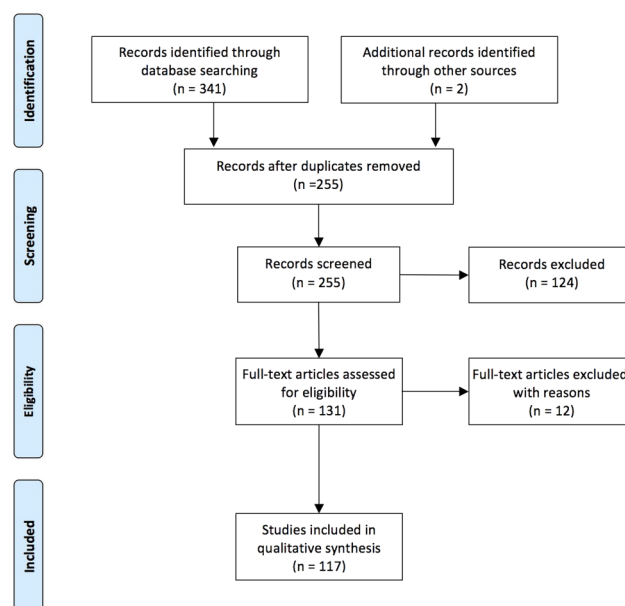 Identification
Records identified through
database searching
(n = 341)
Additional records identified
through other sources
(n = 2)
Records after duplicates removed
(n =255)
Screening
Records screened
(n = 255)
Records excluded
(n = 124)
Eligibility
Full-text articles assessed
for eligibility
(n = 131)
Full-text articles excluded
with reasons
(n = 12)
Included
Studies included in
qualitative synthesis
(n = 117)